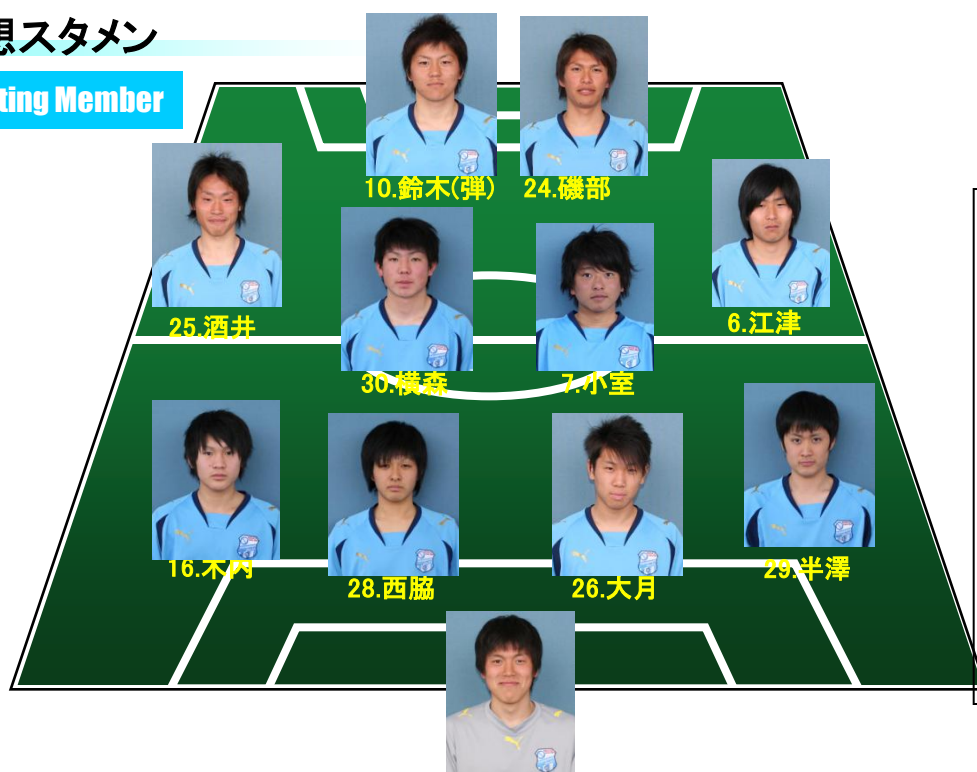 想スタメン
ting Member
10.鈴木(弾)
24.磯部
25.酒井
6.江津
30.横森
7.小室
16.木内
28.西脇
26.大月
29.半澤